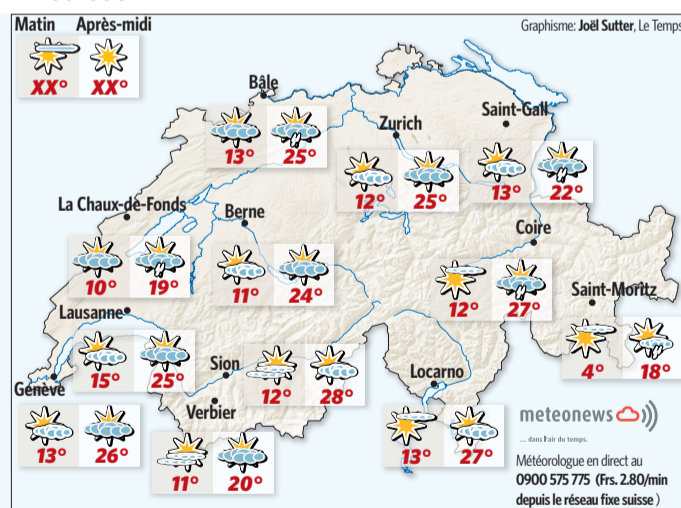 Matin Après-midi
XX° XX°
Graphisme: Joël Sutter, Le Temps
Bâle
13° 25°
Zurich
12° 25°
Saint-Gall
13° 22°
La Chaux-de-Fonds
10° 19°
Berne
11° 24°
Coire
12° 27°
Saint-Moritz
4° 18°
Lausanne
15° 25°
Genève
13° 26°
Sion
12° 28°
Verbier
11° 20°
Locarno
13° 27°
meteonews
... dans l'air du temps.
Météorologue en direct au
0900 575 775 (Frs. 2.80/min
depuis le réseau fixe suisse )